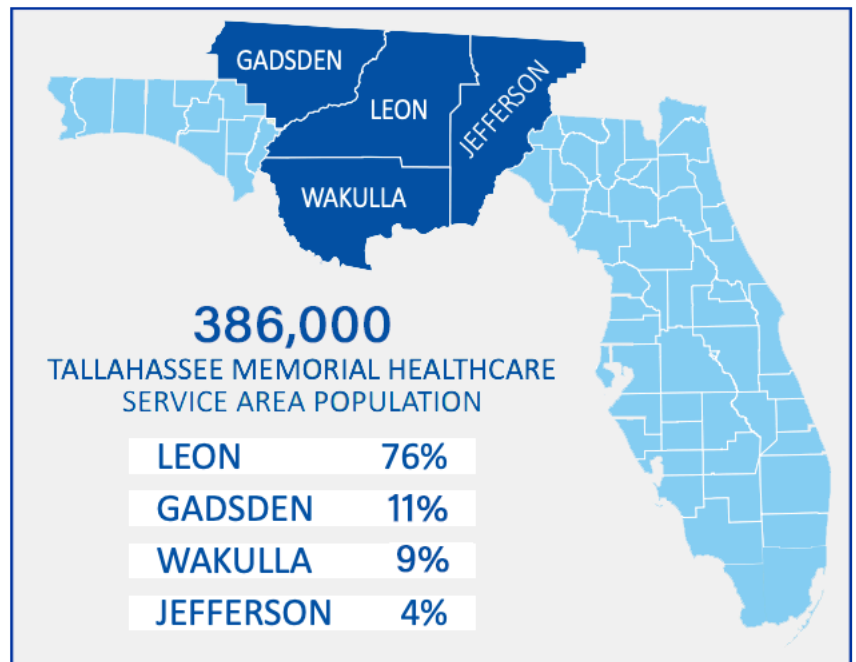 GADSDEN
LEON
JEFFERSON
WAKULLA
386,000
TALLAHASSEE MEMORIAL HEALTHCARE
SERVICE AREA POPULATION
LEON 76%
GADSDEN 11%
WAKULLA 9%
JEFFERSON 4%